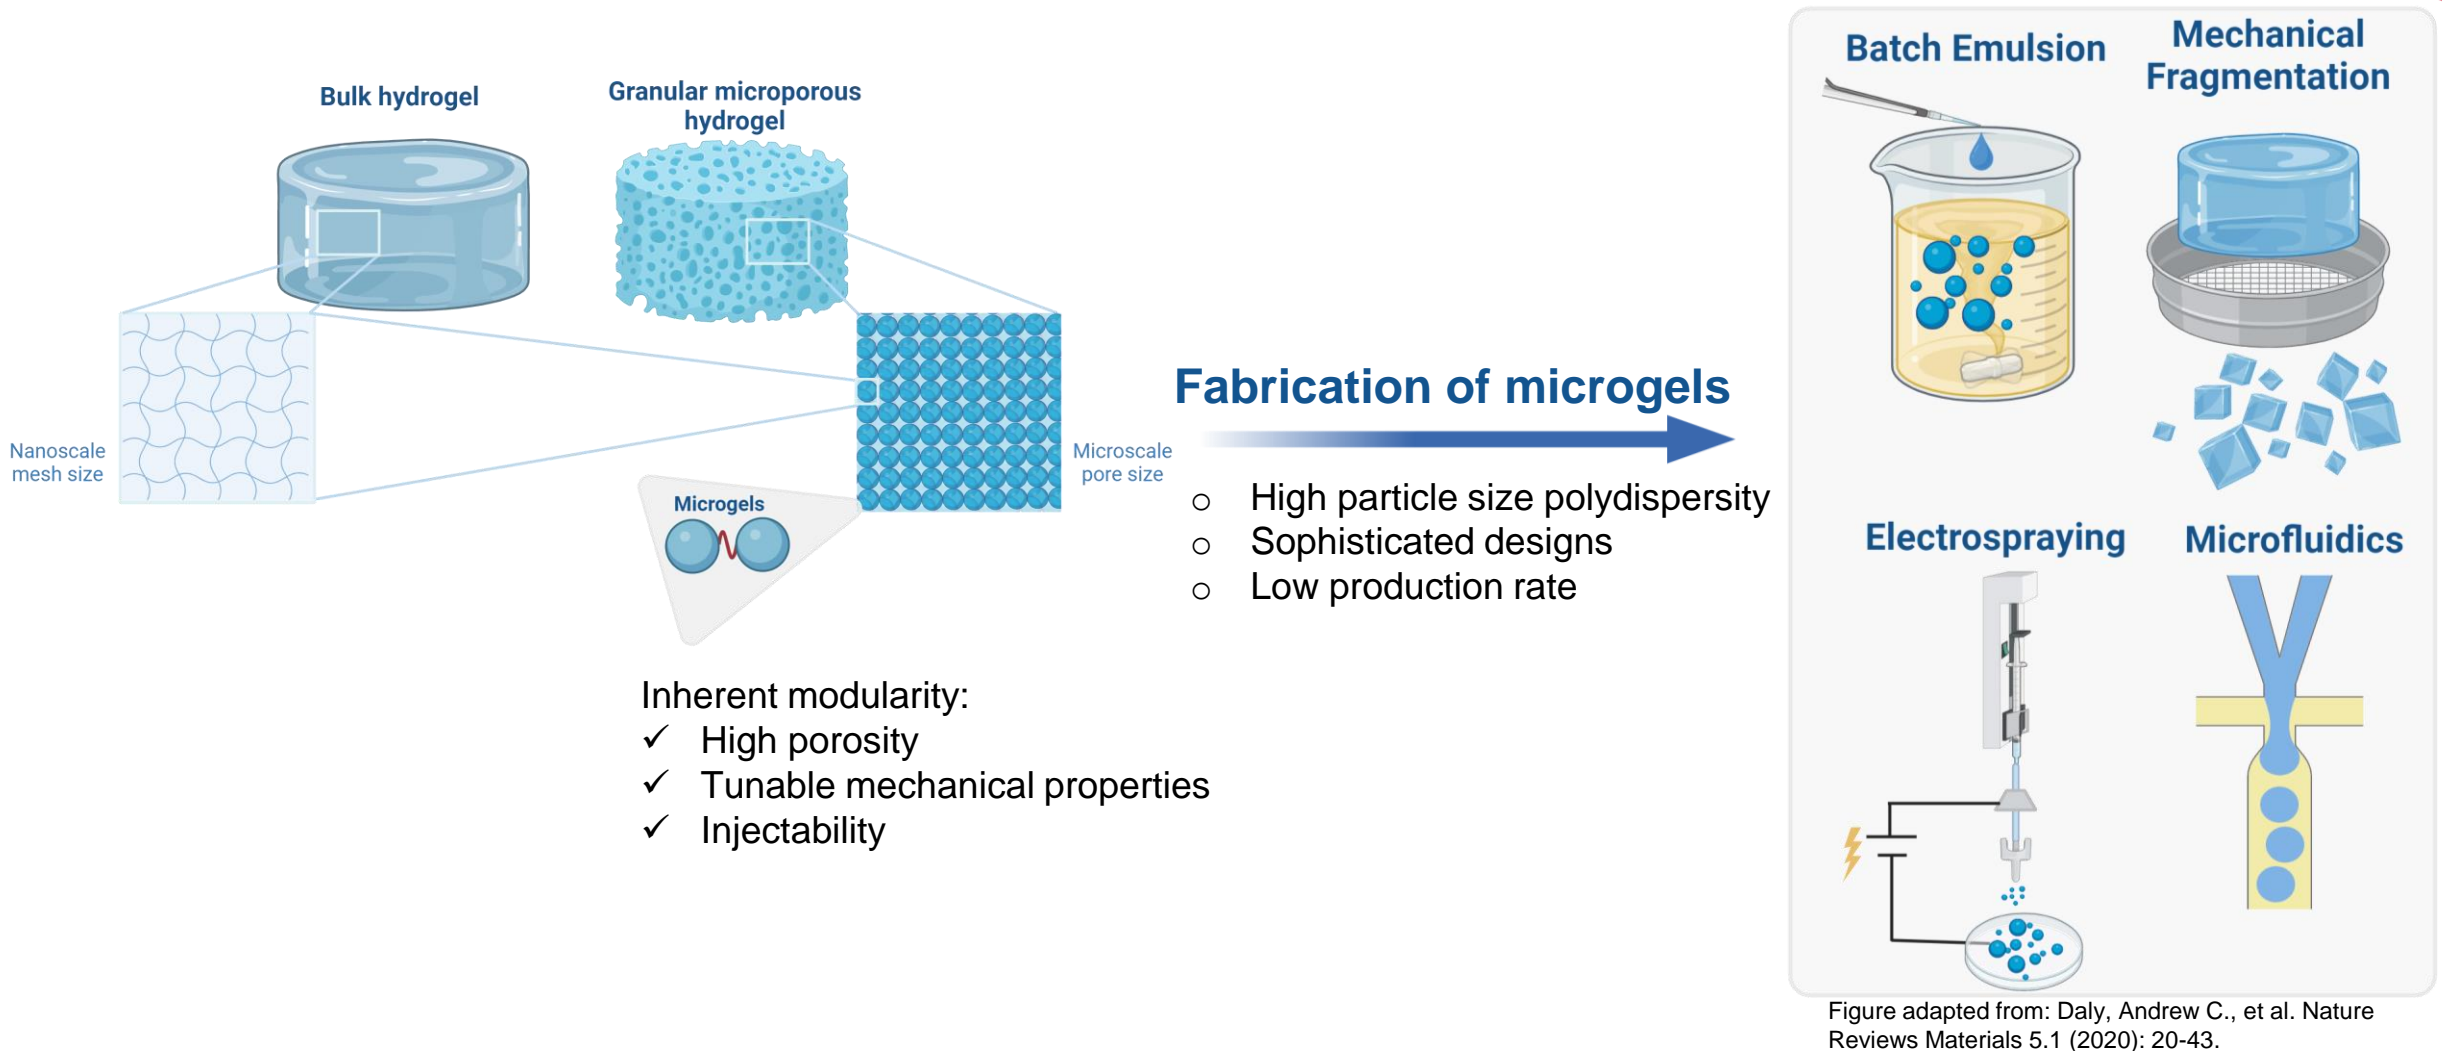 Bulk hydrogel
Granular microporous
hydrogel
Nanoscale
mesh size
Microscale
pore size
Microgels
Inherent modularity:
✓ High porosity
✓ Tunable mechanical properties
✓ Injectability
Fabrication of microgels
o High particle size polydispersity
o Sophisticated designs
o Low production rate
Batch Emulsion
Mechanical
Fragmentation
Electrospraying
Microfluidics
Figure adapted from: Daly, Andrew C., et al. Nature
Reviews Materials 5.1 (2020): 20-43.